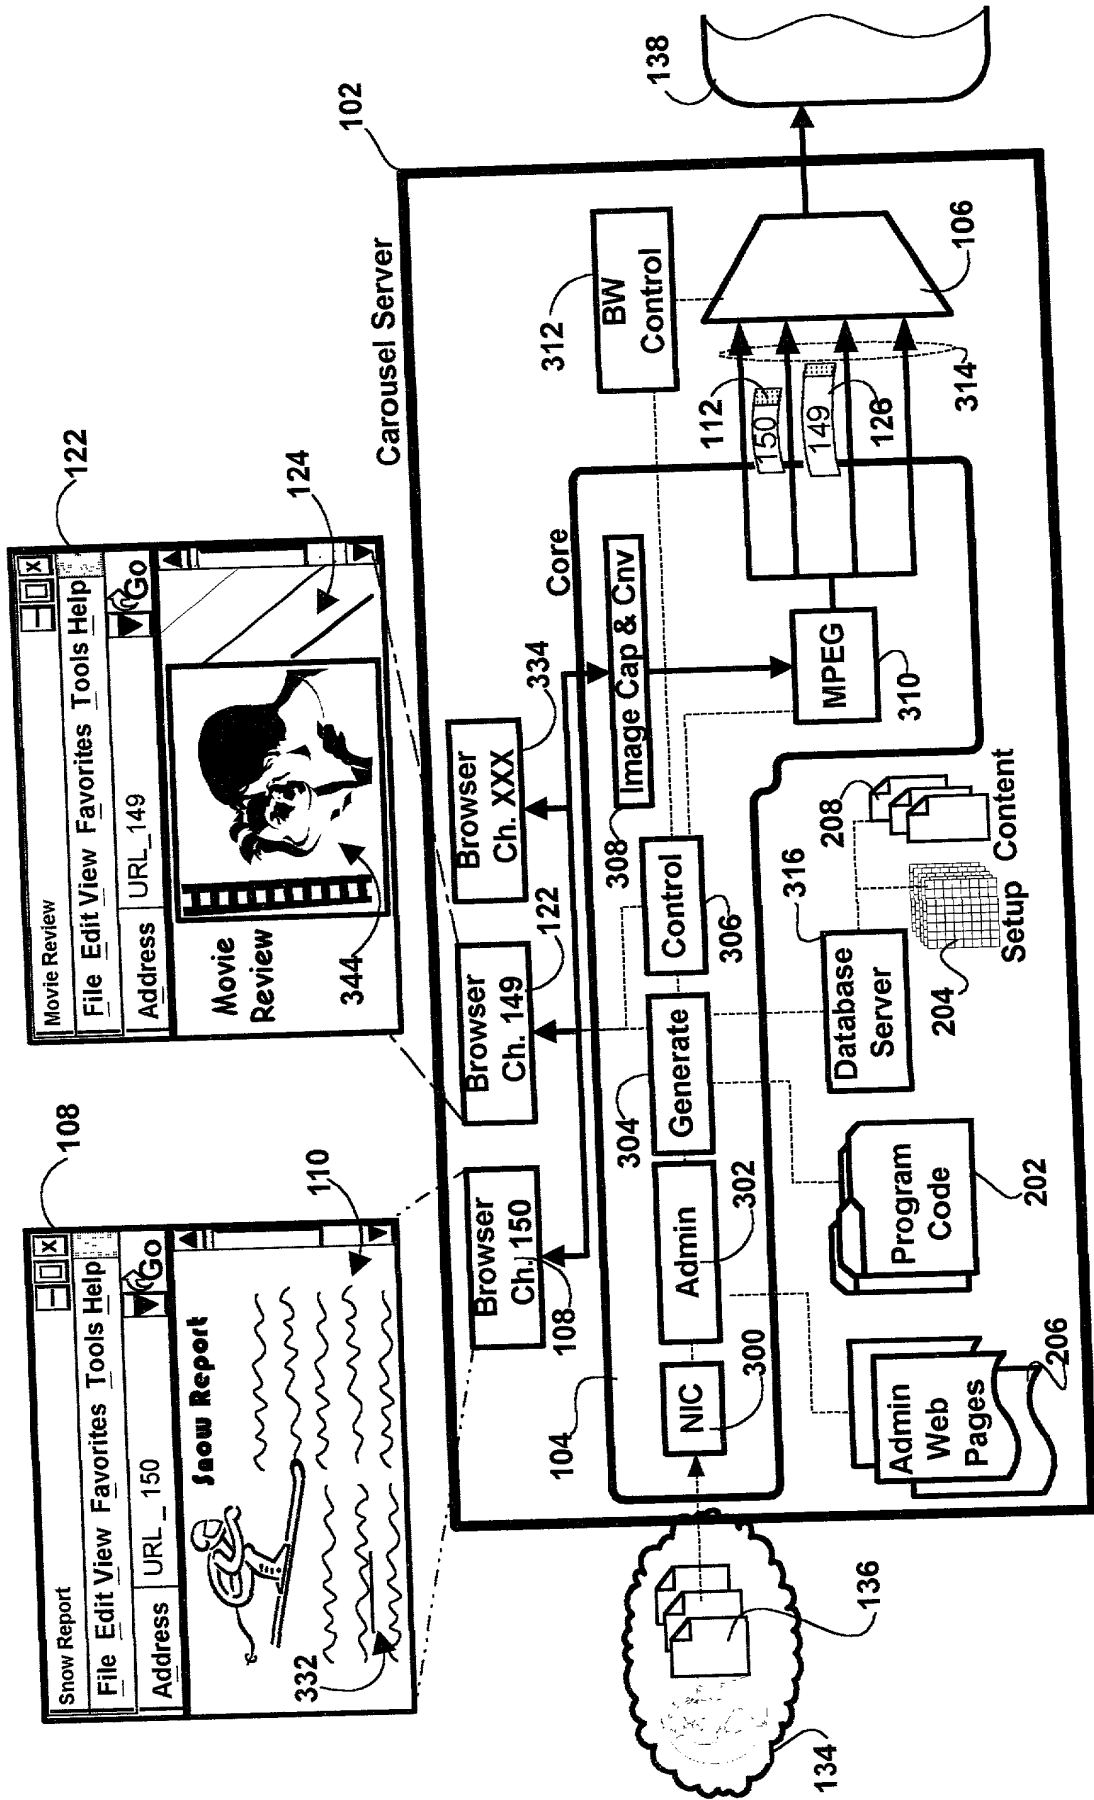 108
Snow Report
File Edit View Favorites Tools Help
Address
URL_150
Go
Snow Report
110
332
122
Movie Review
File Edit View Favorites Tools Help
Address
URL_149
Go
Movie
Review
124
344
Carousel Server
102
Browser
Ch. 150
108
Browser
Ch. 149
122
Browser
Ch. XXX
334
Core
104
NIC
300
Admin
302
Generate
304
Control
306
Image Cap & Cnv
308
MPEG
310
BW
Control
312
112
150
149
126
314
106
138
134
136
Admin
Web
Pages
206
Program
Code
202
Database
Server
316
204
Setup
208
Content